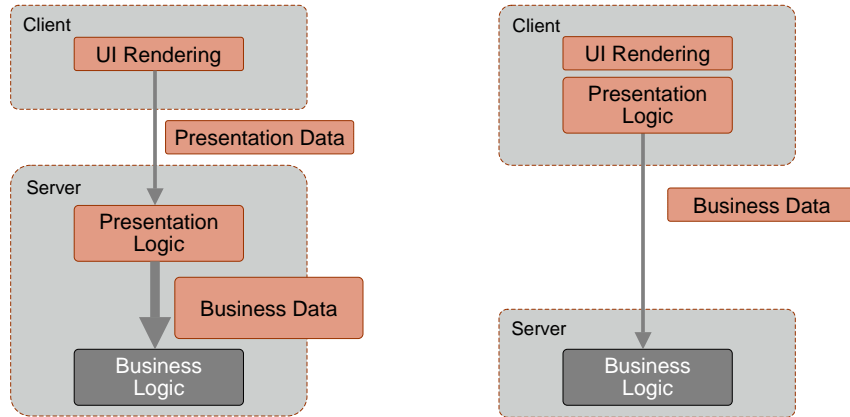 Client
UI Rendering
Presentation Data
Server
Presentation
Logic
Business Data
Business
Logic
Client
UI Rendering
Presentation
Logic
Business Data
Server
Business
Logic